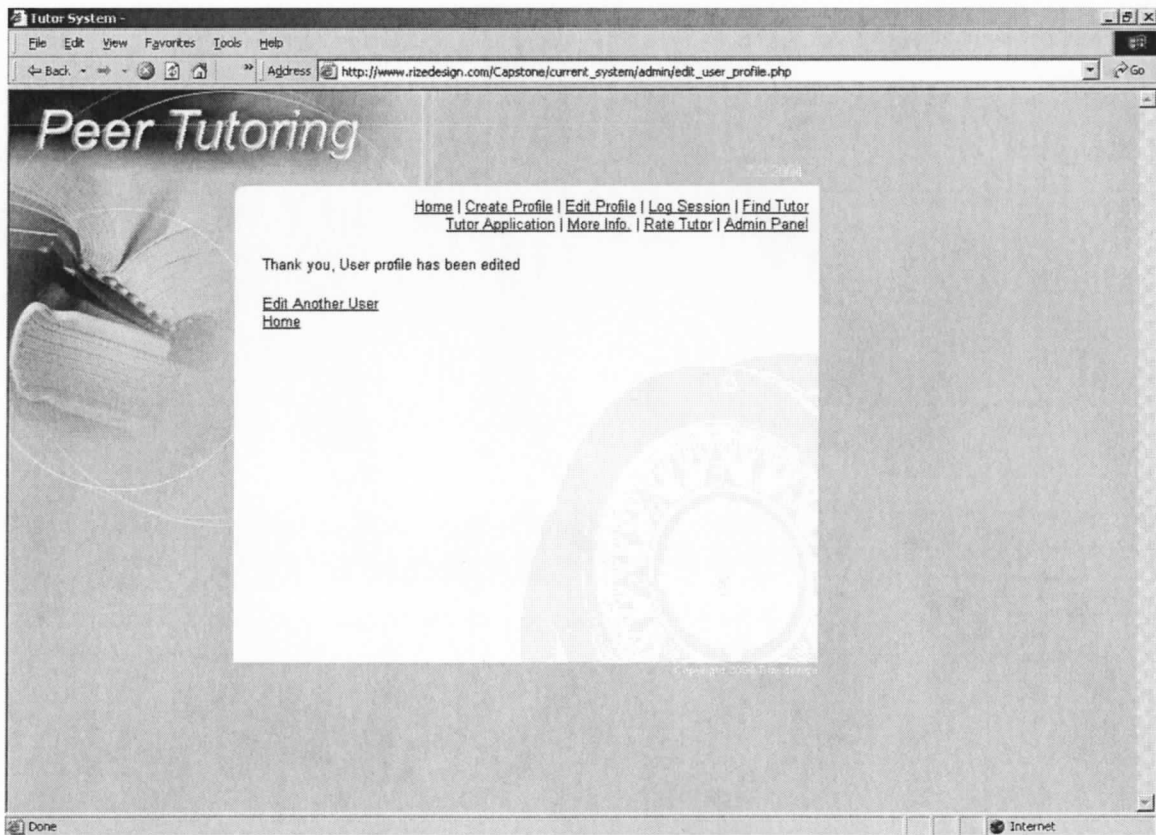 Tutor System -
File Edit View Favorites Tools Help
Back » Address http://www.rizedesign.com/Capstone/current_system/admin/edit_user_profile.php Go
Peer Tutoring
Home | Create Profile | Edit Profile | Log Session | Find Tutor
Tutor Application | More Info. | Rate Tutor | Admin Panel
Thank you, User profile has been edited
Edit Another User
Home
Copyright 2004
Done Internet